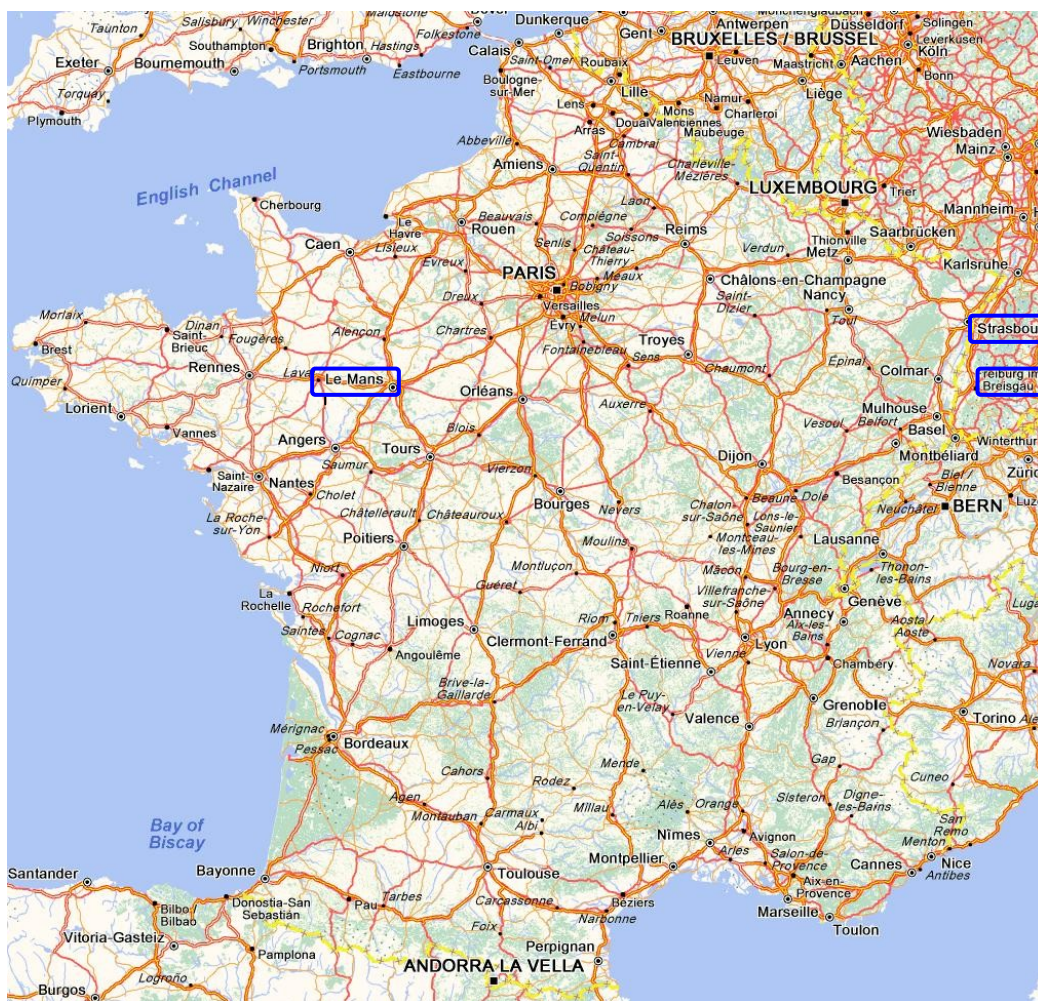 Taunton
Salisbury
Winchester
Folkestone
Dunkerque
Gent
Antwerpen
Düsseldorf
Solingen
Leverkusen
Southampton
Brighton
Hastings
Calais
BRUXELLES / BRUSSEL
Maastricht
Aachen
Köln
Exeter
Bournemouth
Portsmouth
Eastbourne
Saint-Omer
Roubaix
Leuven
Bonn
Torquay
Boulogne-
sur-Mer
Lille
Liège
Plymouth
Lens
Mons
Namur
Douai
Valenciennes
Charleroi
Arras
Maubeuge
Wiesbaden
Abbeville
Cambrai
Mainz
Amiens
Saint-
Quentin
Charleville-
Mézières
English Channel
LUXEMBOURG
Trier
Cherbourg
Laon
Mannheim
Le
Havre
Beauvais
Compiègne
Rouen
Soissons
Reims
Thionville
Saarbrücken
Caen
Lisieux
Senlis
Château-
Thierry
Verdun
Metz
Evreux
PARIS
Meaux
Karlsruhe
Bobigny
Châlons-en-Champagne
Dreux
Versailles
Nancy
Morlaix
Dinan
Evry
Melun
Saint-
Dizier
Toul
Saint-
Brieuc
Fougères
Alençon
Chartres
Strasbou
Brest
Fontainebleau
Troyes
Sens
Épinal
Quimper
Rennes
Lava
Le Mans
Chaumont
Colmar
Breisgau
Lorient
Orléans
Auxerre
Mulhouse
Vannes
Blois
Vesoul
Belfort
Basel
Angers
Tours
Montbéliard
Winterthur
Saint-
Nazaire
Saumur
Vierzon
Dijon
Nantes
Besançon
Biel /
Bienne
Züri
Cholet
Bourges
Beaune
Dole
La Roche-
sur-Yon
Châtellerault
Châteauroux
Nevers
Chalon-
sur-Saône
Lons-le-
Saunier
Neuchâtel
BERN
Luze
Poitiers
Moulins
Montceau-
les-Mines
Lausanne
Niort
Montluçon
Mâcon
Bourg-en-
Bresse
Thonon-
les-Bains
La
Rochelle
Guéret
Villefranche-
sur-Saône
Genève
Rochefort
Riom
Thiers
Roanne
Annecy
Luga
Saintes
Cognac
Limoges
Clermont-Ferrand
Aix-les-
Bains
Aosta /
Aoste
Angoulême
Lyon
Saint-Étienne
Vienne
Chambéry
Novara
Brive-la-
Gaillarde
Le Puy-
en-Velay
Grenoble
Valence
Briançon
Torino
Ale
Mérignac
Pessac
Bordeaux
Gap
Cahors
Rodez
Mende
Cuneo
Agen
Carmaux
Millau
Alès
Orange
Sisteron
Digne-
les-Bains
Bay of
Biscay
Montauban
Albi
San
Remo
Nîmes
Avignon
Menton
Santander
Bayonne
Toulouse
Montpellier
Arles
Salon-de-
Provence
Cannes
Nice
Antibes
Bilbo
Bilbao
Donostia-San
Sebastián
Pau
Tarbes
Carcassonne
Béziers
Aix-en-
Provence
Marseille
Narbonne
Toulon
Vitoria-Gasteiz
Foix
Pamplona
Perpignan
ANDORRA LA VELLA
Logroño
Burgos